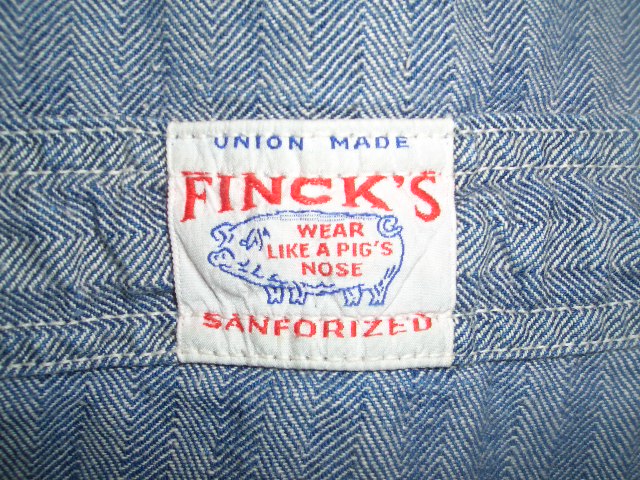 UNION MADE
FINCK'S
WEAR
LIKE A PIG'S
NOSE
SANFORIZED